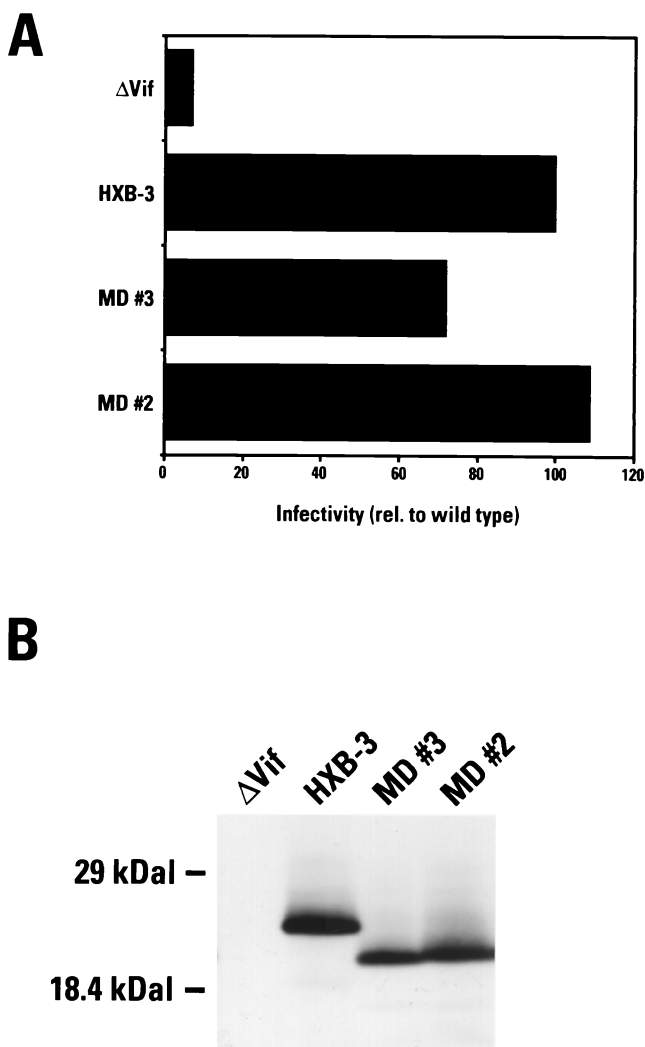 A
ΔVif
HXB-3
MD #3
MD #2
0 20 40 60 80 100 120
Infectivity (rel. to wild type)
B
ΔVif HXB-3 MD #3 MD #2
29 kDal –
18.4 kDal –